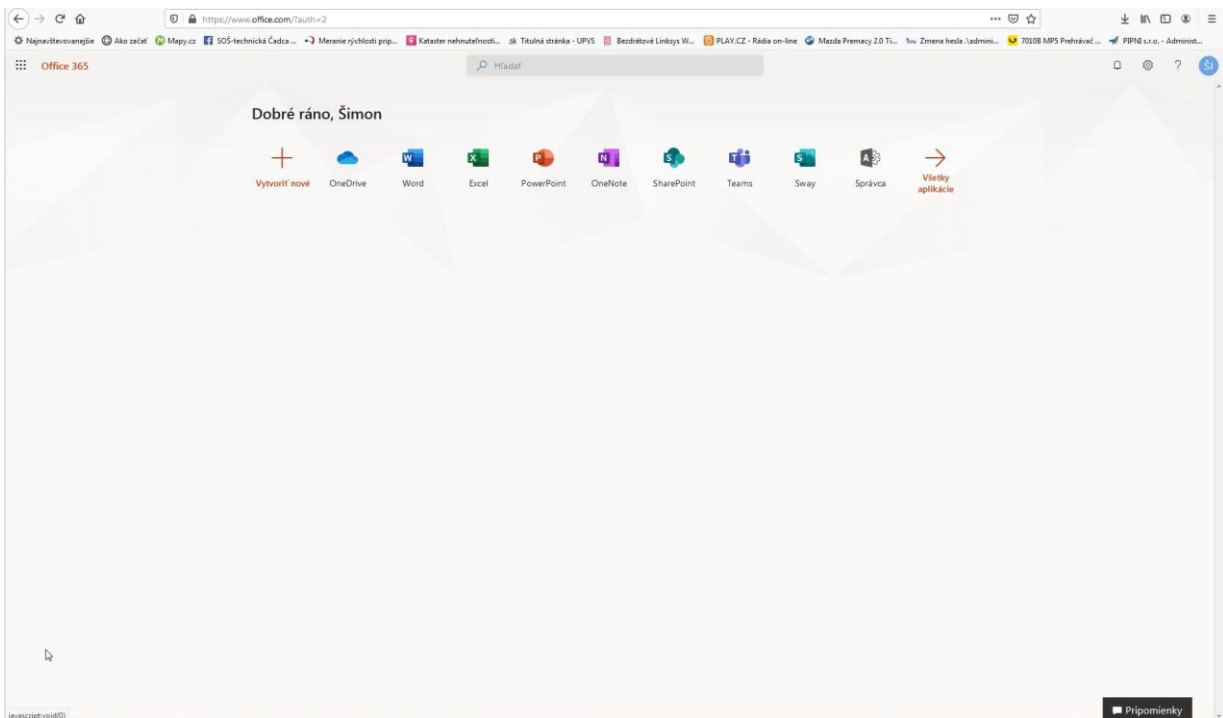 https://www.office.com/?auth=2
Najnavštevovanejšie Ako začať Mapy.cz SOŠ-technická Čadca ... Meranie rýchlosti prip... Kataster nehnuteľností... Titulná stránka - UPVS Bezdrátové Linksys W... PLAY.CZ - Rádia on-line Mazda Premacy 2.0 Ti... Zmena hesla .\admini... 7010B MP5 Prehrávač ... PIPNI s.r.o. - Administ...
Office 365 Hľadať ŠJ
Dobré ráno, Šimon
Vytvoriť nové OneDrive Word Excel PowerPoint OneNote SharePoint Teams Sway Správca Všetky
aplikácie
Pripomienky
javascript:void(0)